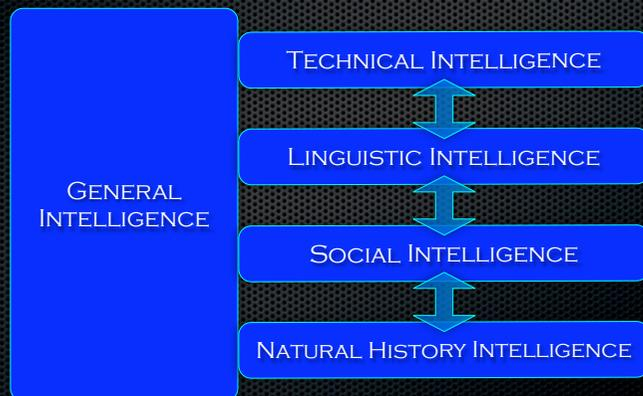 GENERAL
INTELLIGENCE
TECHNICAL INTELLIGENCE
LINGUISTIC INTELLIGENCE
SOCIAL INTELLIGENCE
NATURAL HISTORY INTELLIGENCE